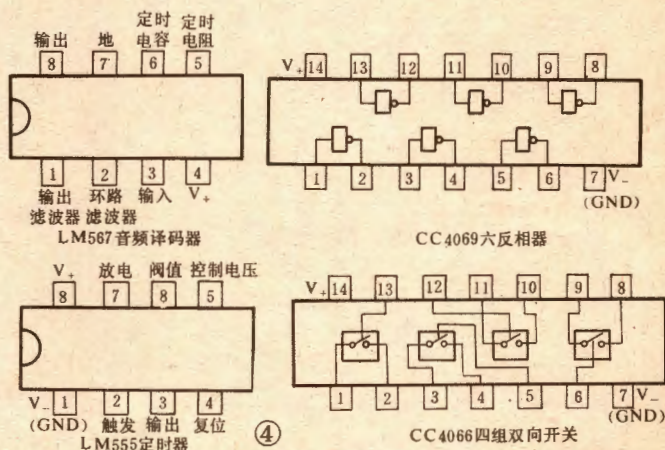 输出 地 定时电容 定时电阻
8 7 6 5
1 2 3 4
输出滤波器 环路滤波器 输入 V+
LM567音频译码器
V+ 14 13 12 11 10 9 8
1 2 3 4 5 6 7 V-
(GND)
CC4069六反相器
V+ 放电 阀值 控制电压
8 7 8 5
V- 1 2 3 4
(GND) 触发 输出 复位
LM555定时器
④
V+ 14 13 12 11 10 9 8
1 2 3 4 5 6 7 V-
(GND)
CC4066四组双向开关